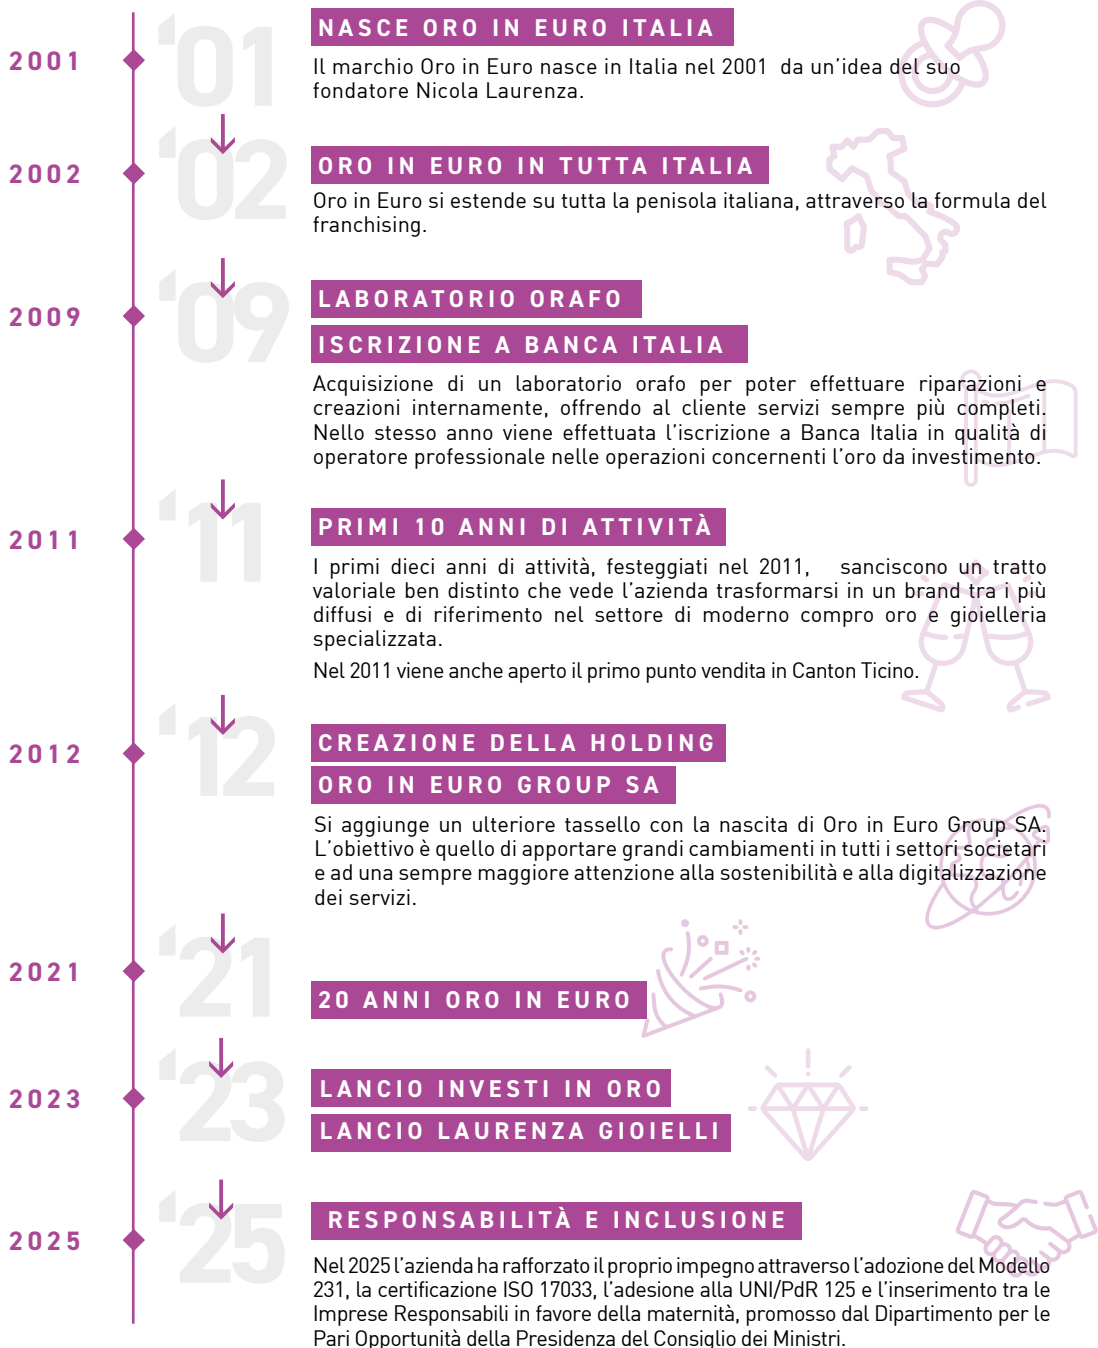 2001
'01
NASCE ORO IN EURO ITALIA
Il marchio Oro in Euro nasce in Italia nel 2001 da un'idea del suo
fondatore Nicola Laurenza.
2002
'02
ORO IN EURO IN TUTTA ITALIA
Oro in Euro si estende su tutta la penisola italiana, attraverso la formula del
franchising.
2009
'09
LABORATORIO ORAFO
ISCRIZIONE A BANCA ITALIA
Acquisizione di un laboratorio orafo per poter effettuare riparazioni e
creazioni internamente, offrendo al cliente servizi sempre più completi.
Nello stesso anno viene effettuata l'iscrizione a Banca Italia in qualità di
operatore professionale nelle operazioni concernenti l'oro da investimento.
2011
'11
PRIMI 10 ANNI DI ATTIVITÀ
I primi dieci anni di attività, festeggiati nel 2011, sanciscono un tratto
valoriale ben distinto che vede l'azienda trasformarsi in un brand tra i più
diffusi e di riferimento nel settore di moderno compro oro e gioielleria
specializzata.
Nel 2011 viene anche aperto il primo punto vendita in Canton Ticino.
2012
'12
CREAZIONE DELLA HOLDING
ORO IN EURO GROUP SA
Si aggiunge un ulteriore tassello con la nascita di Oro in Euro Group SA.
L'obiettivo è quello di apportare grandi cambiamenti in tutti i settori societari
e ad una sempre maggiore attenzione alla sostenibilità e alla digitalizzazione
dei servizi.
2021
'21
20 ANNI ORO IN EURO
2023
'23
LANCIO INVESTI IN ORO
LANCIO LAURENZA GIOIELLI
2025
'25
RESPONSABILITÀ E INCLUSIONE
Nel 2025 l'azienda ha rafforzato il proprio impegno attraverso l'adozione del Modello
231, la certificazione ISO 17033, l'adesione alla UNI/PdR 125 e l'inserimento tra le
Imprese Responsabili in favore della maternità, promosso dal Dipartimento per le
Pari Opportunità della Presidenza del Consiglio dei Ministri.